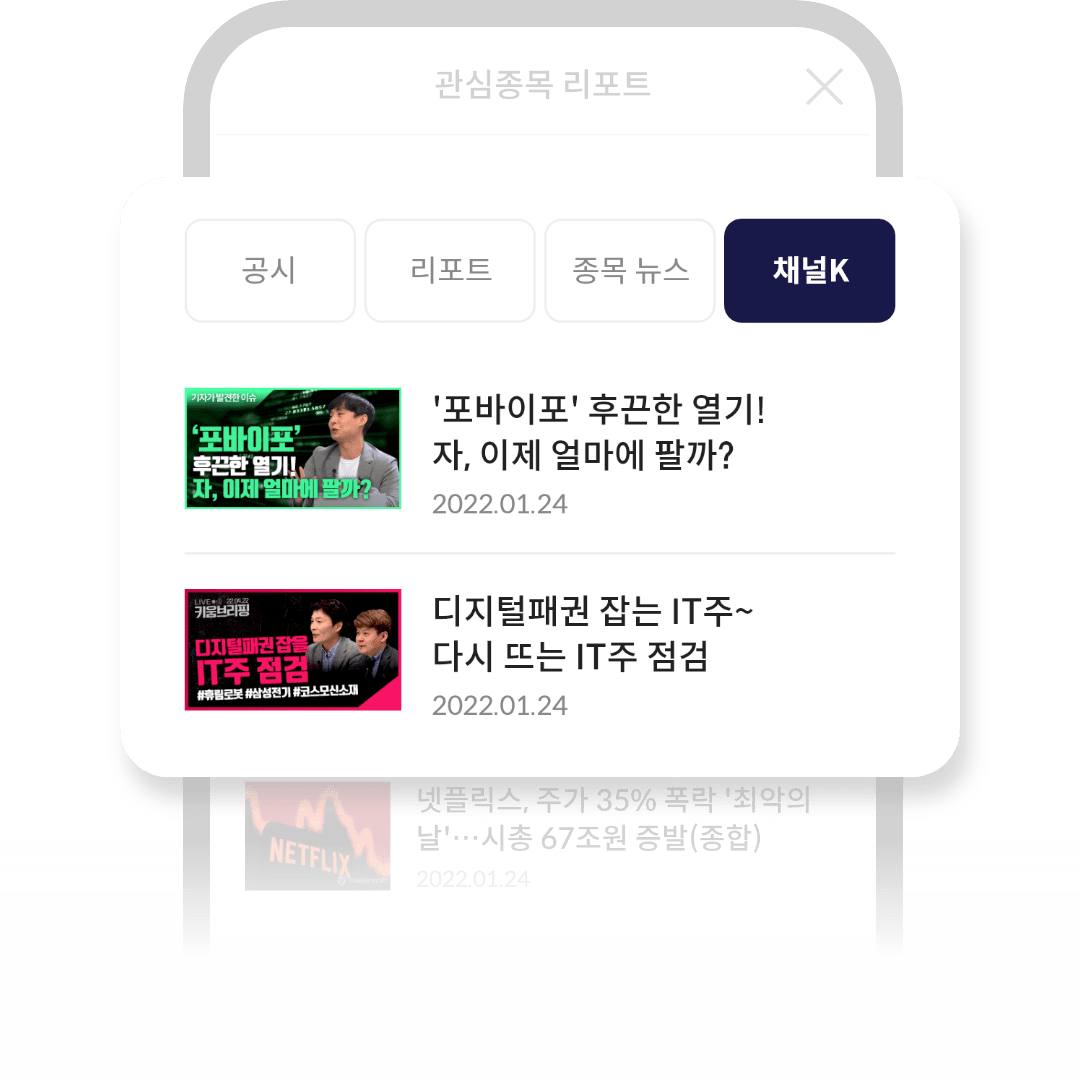 관심종목 리포트
공시
리포트
종목 뉴스
채널K
기자가 발견한 이슈
‘포바이포’
후끈한 열기!
자, 이제 얼마에 팔까?
'포바이포' 후끈한 열기!
자, 이제 얼마에 팔까?
2022.01.24
LIVE 22.04.22
키움브리핑
디지털패권 잡을
IT주 점검
#휴림로봇 #삼성전기 #코스모신소재
디지털패권 잡는 IT주~
다시 뜨는 IT주 점검
2022.01.24
NETFLIX
넷플릭스, 주가 35% 폭락 '최악의
날'…시총 67조원 증발(종합)
2022.01.24